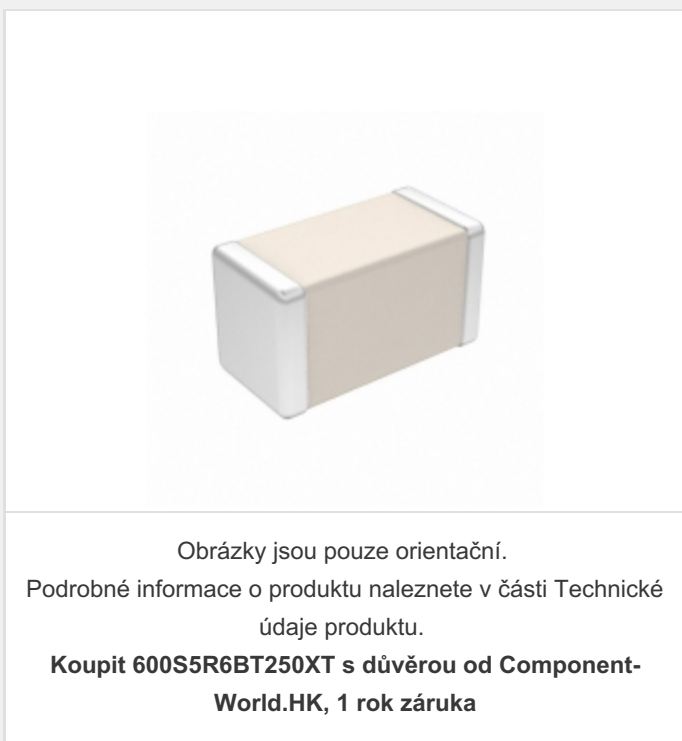 Obrázky jsou pouze orientační.
Podrobné informace o produktu naleznete v části Technické
údaje produktu.
Koupit 600S5R6BT250XT s důvěrou od Component-
World.HK, 1 rok záruka